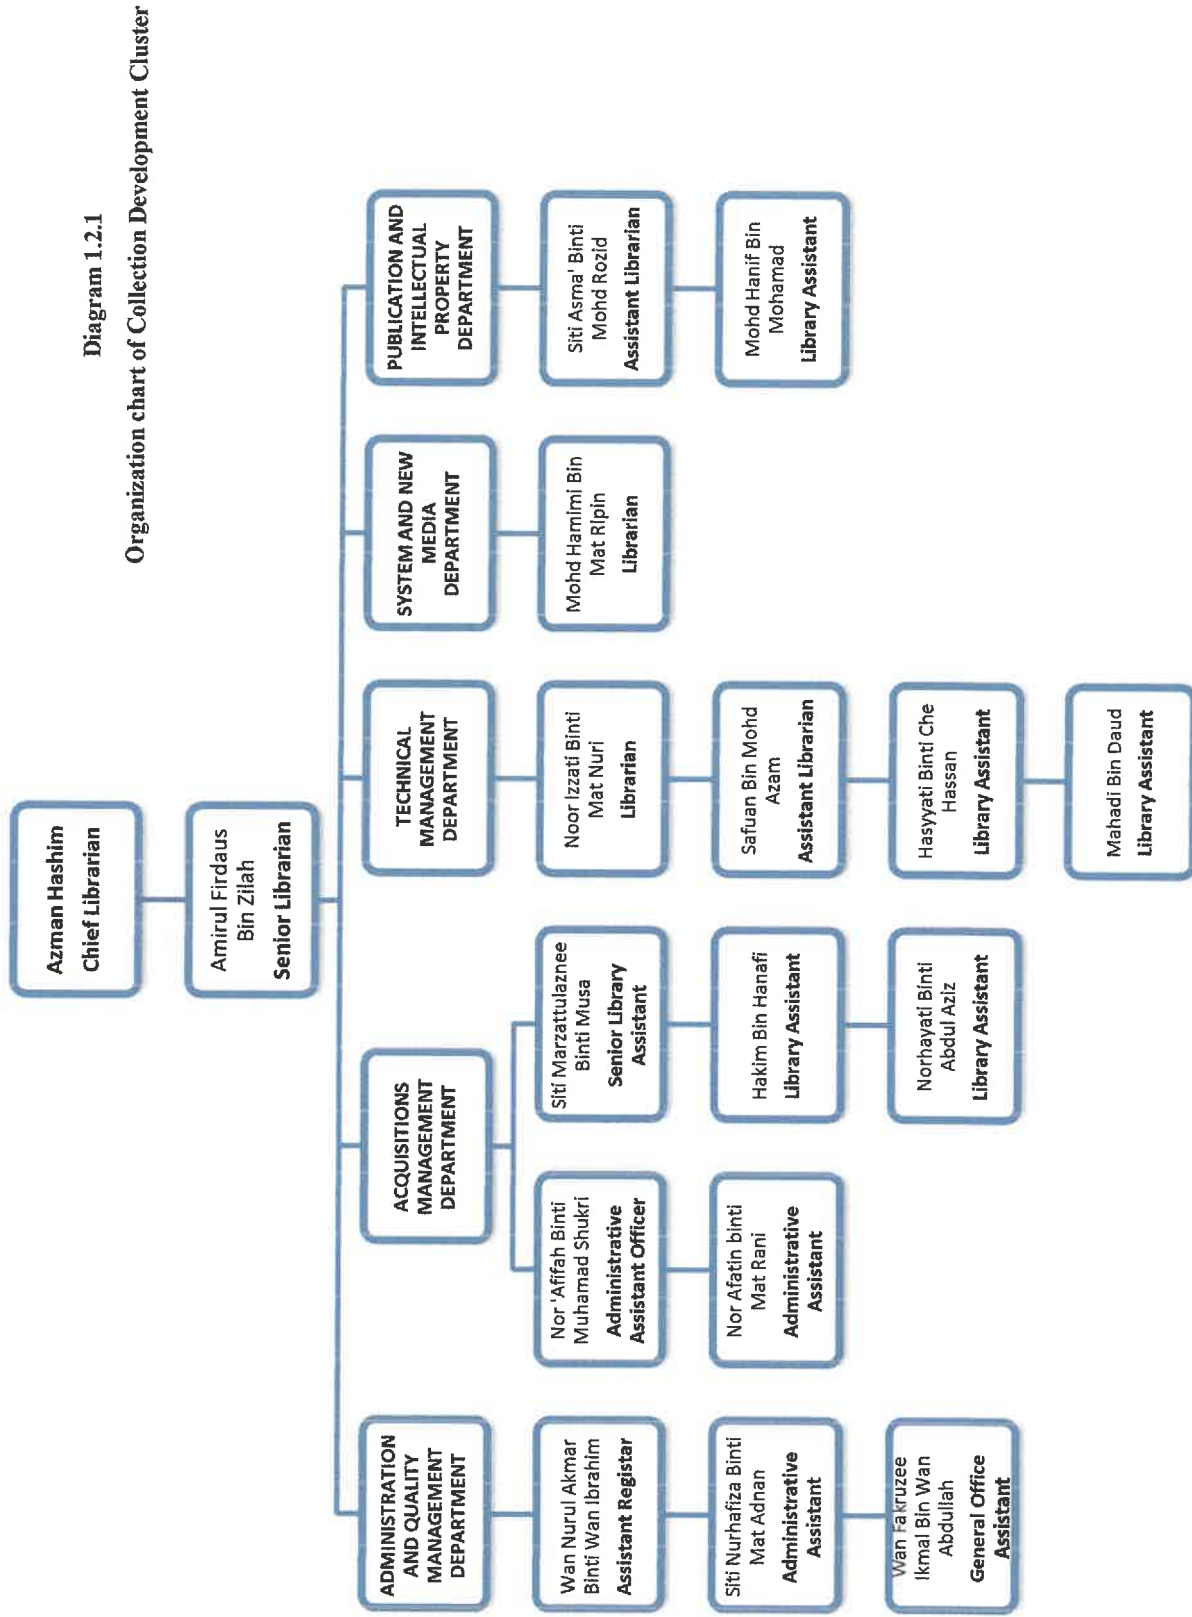 Diagram 1.2.1
Organization chart of Collection Development Cluster
Azman Hashim
Chief Librarian
Amirul Firdaus
Bin Zilah
Senior Librarian
ADMINISTRATION
AND QUALITY
MANAGEMENT
DEPARTMENT
Wan Nurul Akmar
Binti Wan Ibrahim
Assistant Registar
Siti Nurhafiza Binti
Mat Adnan
Administrative
Assistant
Wan Fakruzee
Ikmal Bin Wan
Abdullah
General Office
Assistant
ACQUISITIONS
MANAGEMENT
DEPARTMENT
Nor 'Afifah Binti
Muhamad Shukri
Administrative
Assistant Officer
Nor Afatin binti
Mat Rani
Administrative
Assistant
Siti Marzattulaznee
Binti Musa
Senior Library
Assistant
Hakim Bin Hanafi
Library Assistant
Norhayati Binti
Abdul Aziz
Library Assistant
TECHNICAL
MANAGEMENT
DEPARTMENT
Noor Izzati Binti
Mat Nuri
Librarian
Safuan Bin Mohd
Azam
Assistant Librarian
Hasyyati Binti Che
Hassan
Library Assistant
Mahadi Bin Daud
Library Assistant
SYSTEM AND NEW
MEDIA
DEPARTMENT
Mohd Hamimi Bin
Mat Ripin
Librarian
PUBLICATION AND
INTELLECTUAL
PROPERTY
DEPARTMENT
Siti Asma' Binti
Mohd Rozid
Assistant Librarian
Mohd Hanif Bin
Mohamad
Library Assistant